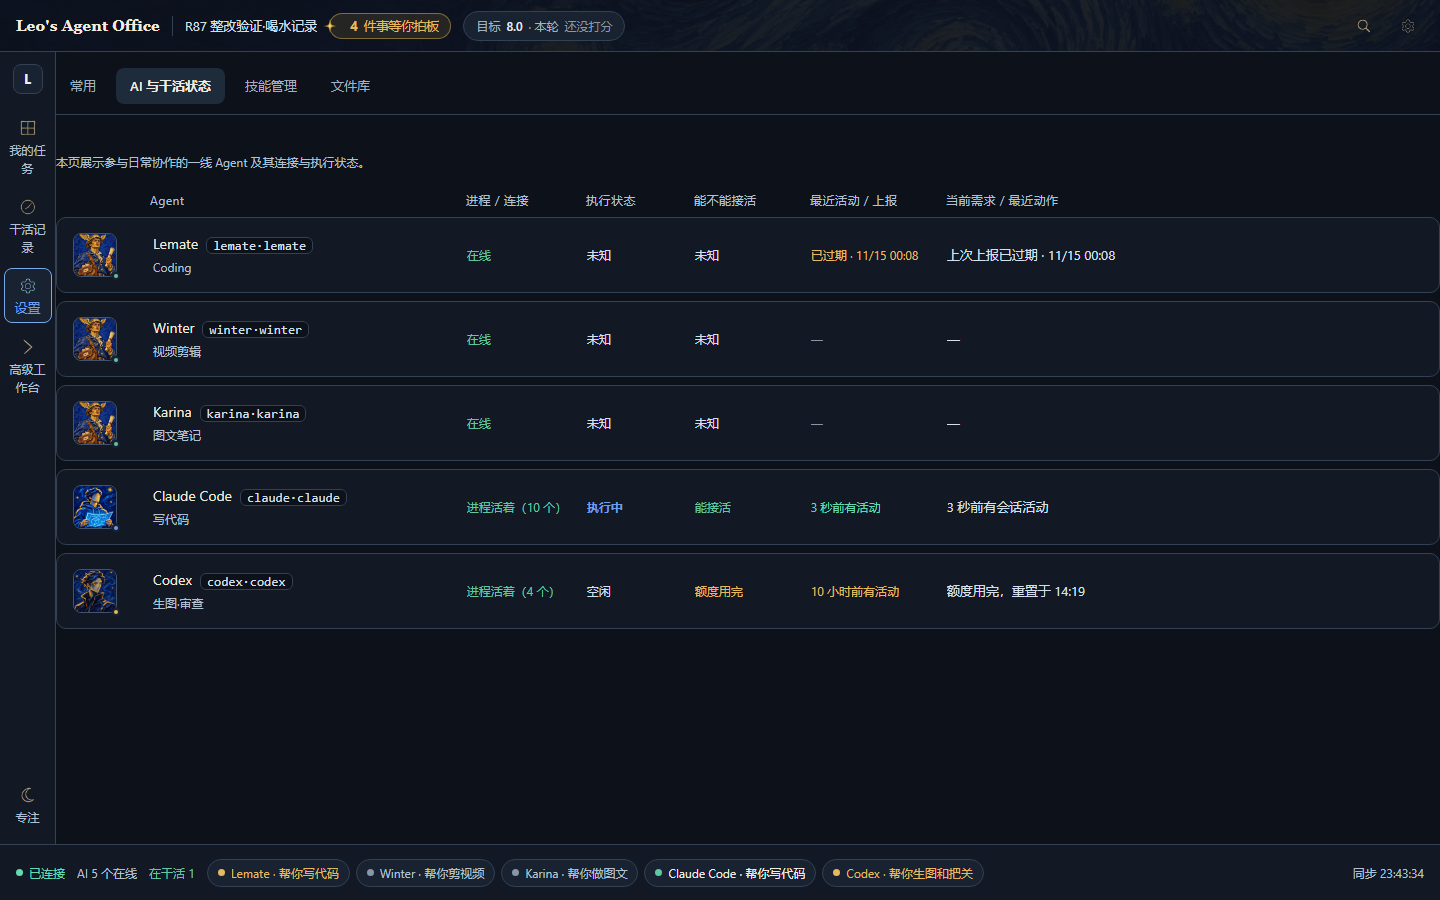 Leo's Agent Office
R87 整改验证·喝水记录
4 件事等你拍板
目标 8.0 · 本轮 还没打分
L
我的任务
干活记录
设置
高级工作台
专注
常用
AI 与干活状态
技能管理
文件库
本页展示参与日常协作的一线 Agent 及其连接与执行状态。
Agent 进程 / 连接 执行状态 能不能接活 最近活动 / 上报 当前需求 / 最近动作
Lemate lemate·lemate
Coding
在线 未知 未知 已过期 · 11/15 00:08 上次上报已过期 · 11/15 00:08
Winter winter·winter
视频剪辑
在线 未知 未知 — —
Karina karina·karina
图文笔记
在线 未知 未知 — —
Claude Code claude·claude
写代码
进程活着（10 个） 执行中 能接活 3 秒前有活动 3 秒前有会话活动
Codex codex·codex
生图·审查
进程活着（4 个） 空闲 额度用完 10 小时前有活动 额度用完，重置于 14:19
已连接 AI 5 个在线 在干活 1
Lemate · 帮你写代码
Winter · 帮你剪视频
Karina · 帮你做图文
Claude Code · 帮你写代码
Codex · 帮你生图和把关
同步 23:43:34